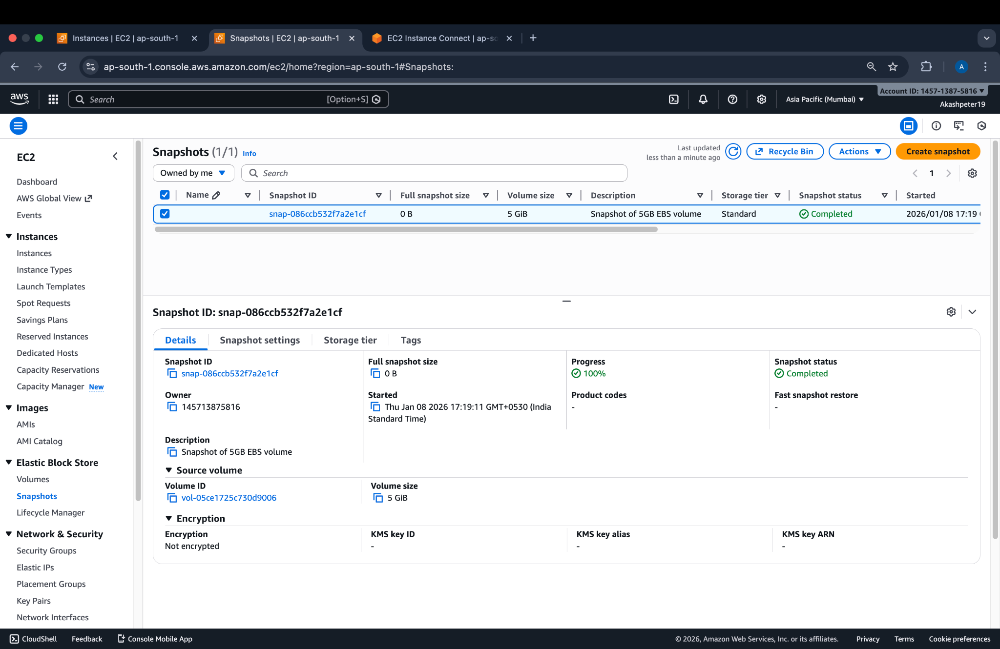 Instances | EC2 | ap-south-1
Snapshots | EC2 | ap-south-1
EC2 Instance Connect | ap-so
ap-south-1.console.aws.amazon.com/ec2/home?region=ap-south-1#Snapshots:
A
aws
Search
[Option+S]
Asia Pacific (Mumbai)
Account ID: 1457-1387-5816
Akashpeter19
EC2
Dashboard
AWS Global View
Events
Instances
Instances
Instance Types
Launch Templates
Spot Requests
Savings Plans
Reserved Instances
Dedicated Hosts
Capacity Reservations
Capacity Manager New
Images
AMIs
AMI Catalog
Elastic Block Store
Volumes
Snapshots
Lifecycle Manager
Network & Security
Security Groups
Elastic IPs
Placement Groups
Key Pairs
Network Interfaces
Snapshots (1/1) Info
Last updated
less than a minute ago
Recycle Bin
Actions
Create snapshot
Owned by me
Search
1
Name Snapshot ID Full snapshot size Volume size Description Storage tier Snapshot status Started
snap-086ccb532f7a2e1cf 0 B 5 GiB Snapshot of 5GB EBS volume Standard Completed 2026/01/08 17:19
Snapshot ID: snap-086ccb532f7a2e1cf
Details Snapshot settings Storage tier Tags
Snapshot ID
snap-086ccb532f7a2e1cf
Full snapshot size
0 B
Progress
100%
Snapshot status
Completed
Owner
145713875816
Started
Thu Jan 08 2026 17:19:11 GMT+0530 (India
Standard Time)
Product codes
-
Fast snapshot restore
-
Description
Snapshot of 5GB EBS volume
Source volume
Volume ID
vol-05ce1725c730d9006
Volume size
5 GiB
Encryption
Encryption
Not encrypted
KMS key ID
-
KMS key alias
-
KMS key ARN
-
CloudShell Feedback Console Mobile App
© 2026, Amazon Web Services, Inc. or its affiliates. Privacy Terms Cookie preferences